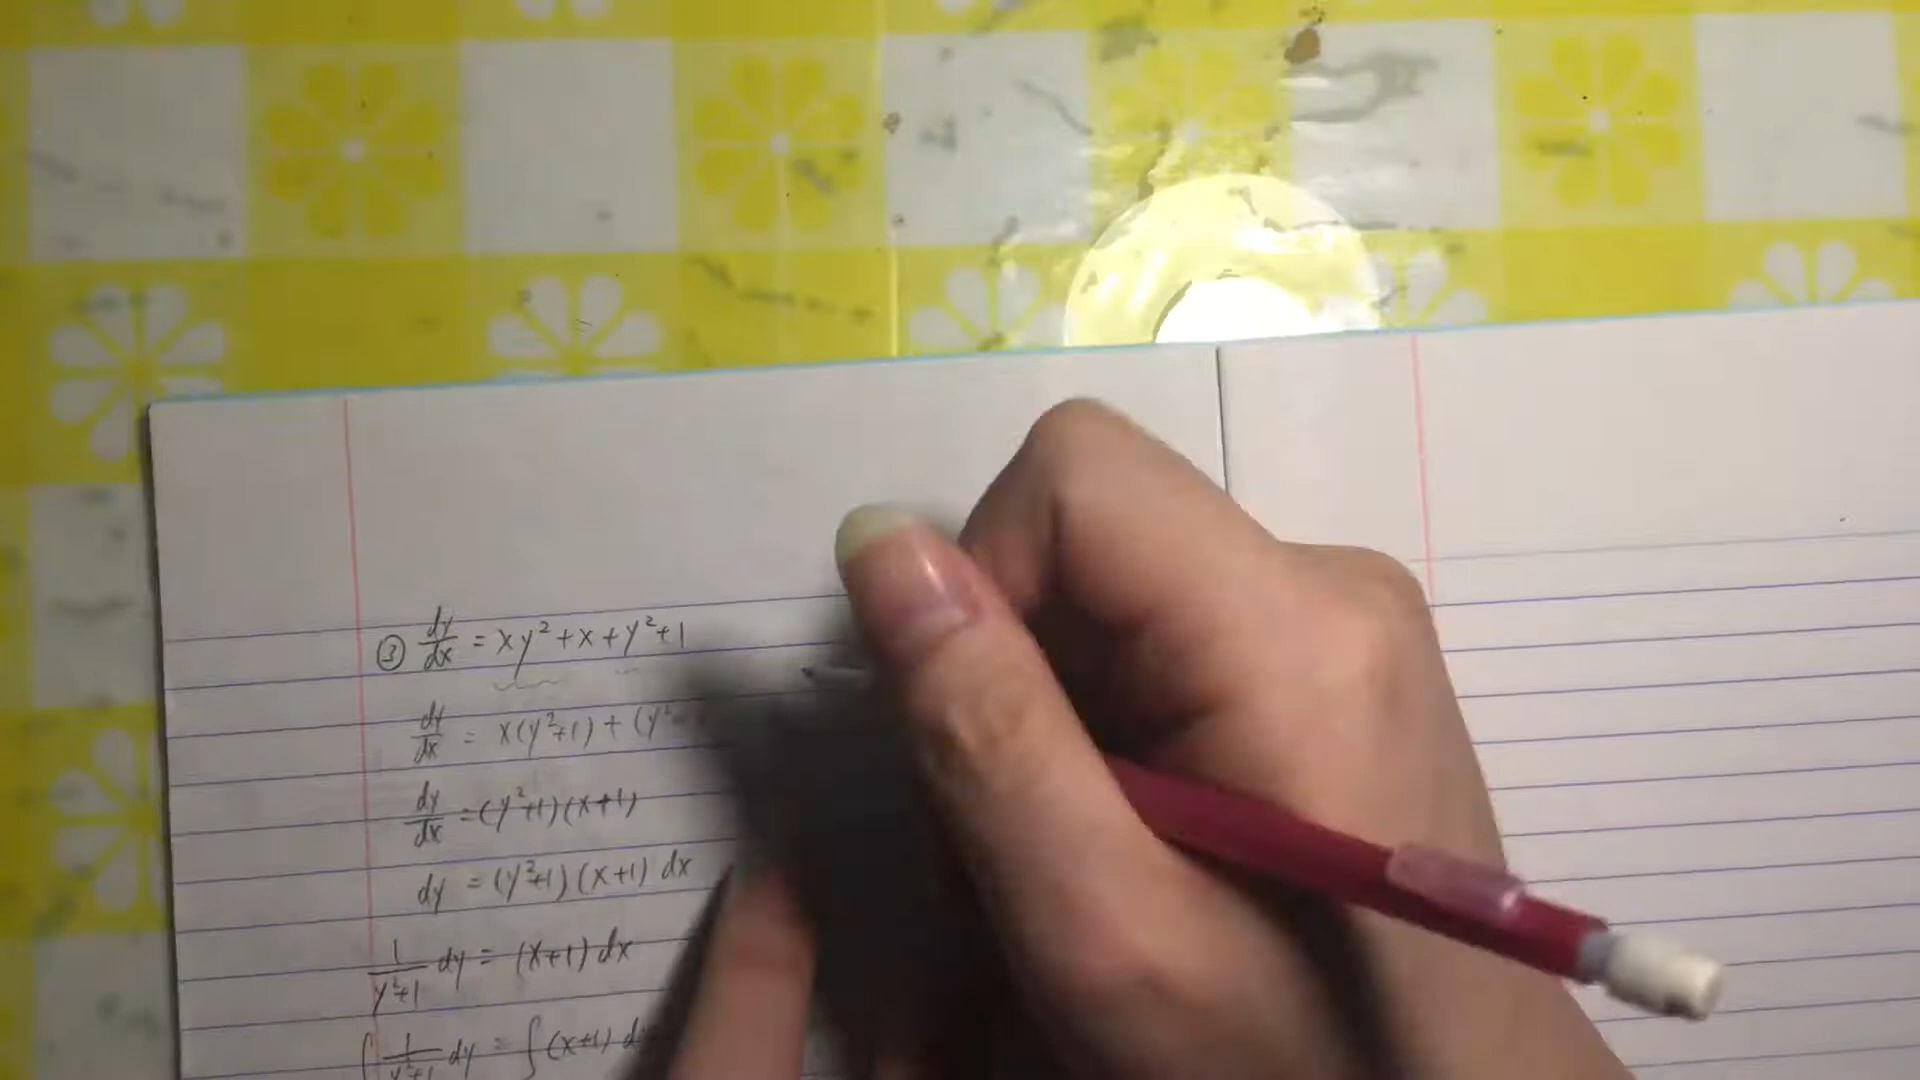 ③ dy/dx = xy² + x + y² + 1
dy/dx = x(y²+1) + (y²
dy/dx = (y²+1)(x+1)
dy = (y²+1)(x+1) dx
1/(y²+1) dy = (x+1) dx
∫ 1/(y²+1) dy = ∫ (x+1) d